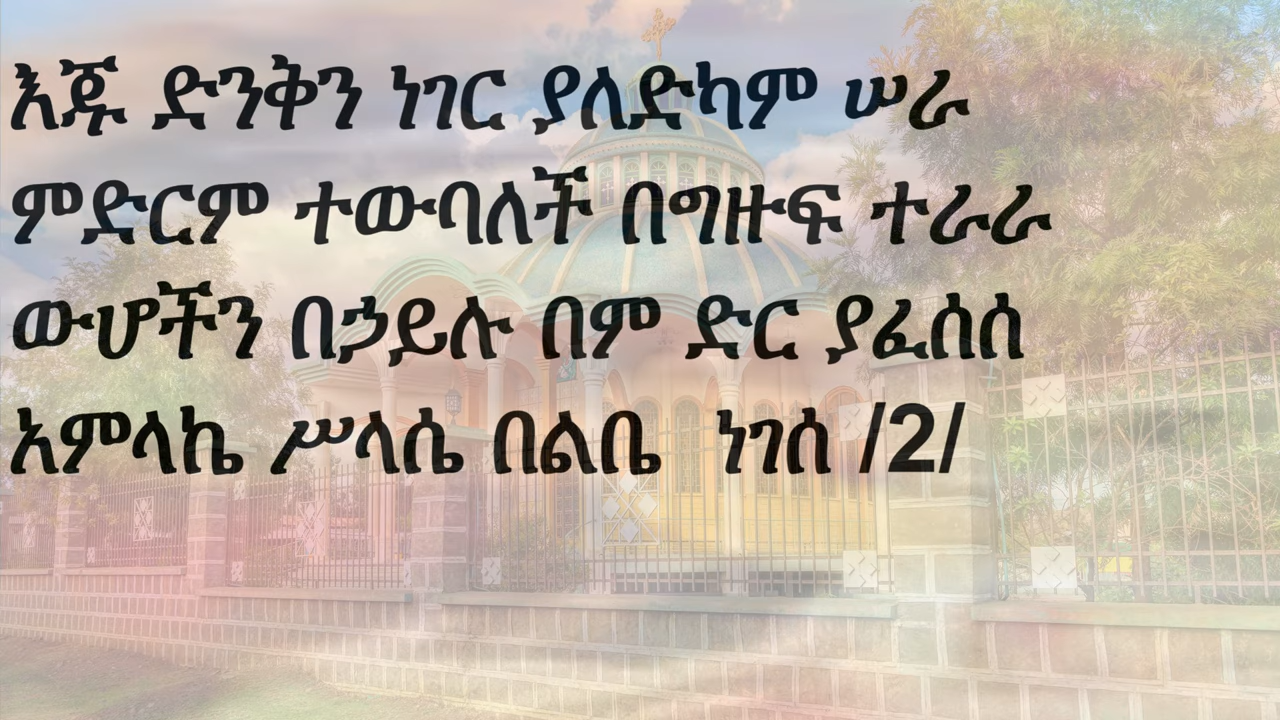 እጁ ድንቅን ነገር ያለድካም ሠራ
ምድርም ተውባለች በግዙፍ ተራራ
ውሆችን በኃይሉ በም ድር ያፈሰሰ
አምላኬ ሥላሴ በልቤ ነገሰ /2/